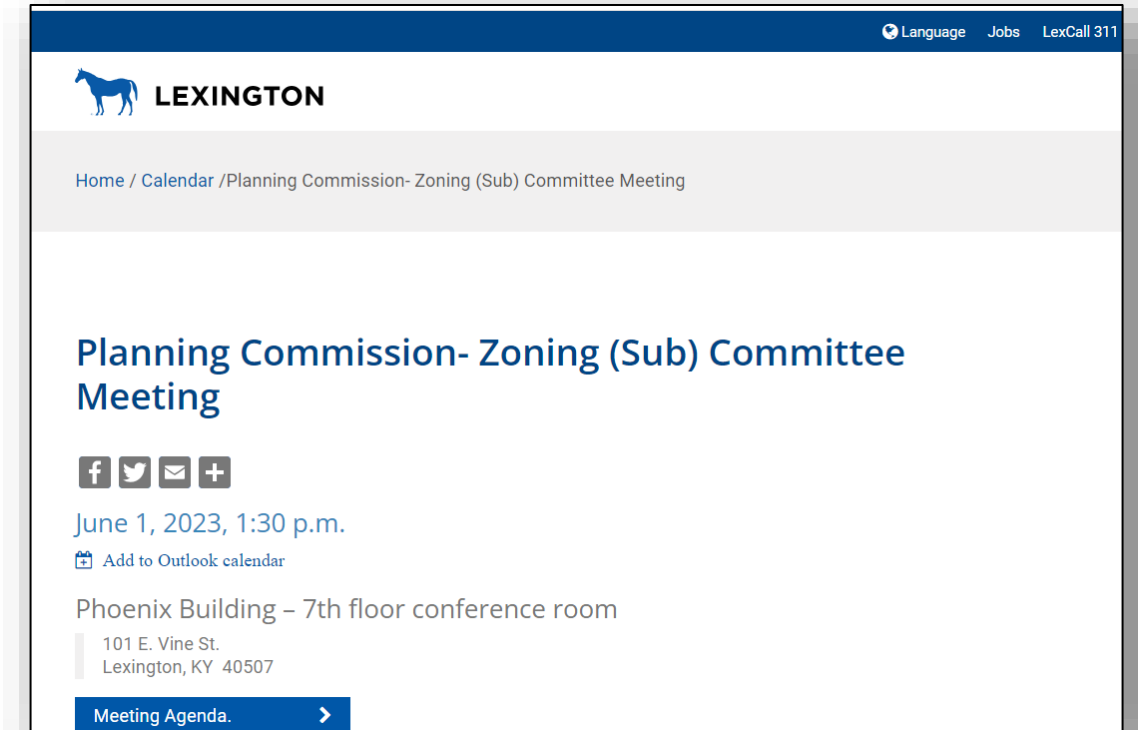 Language Jobs LexCall 311
LEXINGTON
Home / Calendar /Planning Commission- Zoning (Sub) Committee Meeting
Planning Commission- Zoning (Sub) Committee
Meeting
June 1, 2023, 1:30 p.m.
Add to Outlook calendar
Phoenix Building – 7th floor conference room
101 E. Vine St.
Lexington, KY 40507
Meeting Agenda.